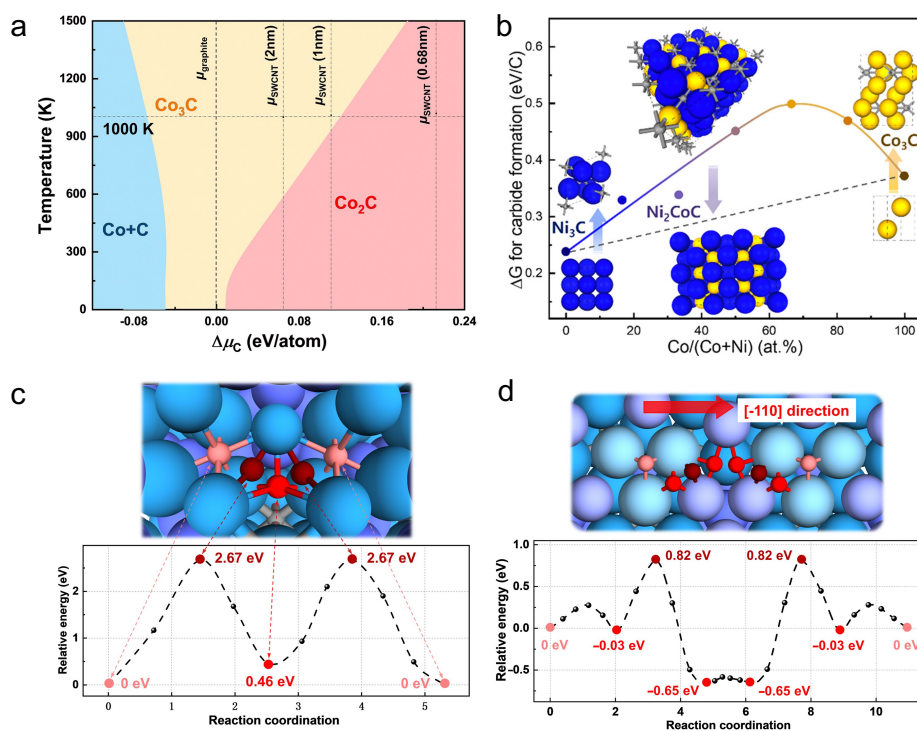 a
Temperature (K)
1500
1200
900
600
300
0
μgraphite
μSWCNT (2nm)
μSWCNT (1nm)
μSWCNT (0.68nm)
Co₃C
1000 K
Co+C
Co₂C
-0.08 0.00 0.08 0.16 0.24
Δμ_C (eV/atom)
b
ΔG for carbide formation (eV/C)
0.6
0.5
0.4
0.3
0.2
Ni₃C
Ni₂CoC
Co₃C
0 20 40 60 80 100
Co/(Co+Ni) (at.%)
c
Relative energy (eV)
2
1
0
2.67 eV
2.67 eV
0 eV
0.46 eV
0 eV
0 1 2 3 4 5
Reaction coordination
d
[-110] direction
Relative energy (eV)
1.0
0.5
0.0
−0.5
0.82 eV
0.82 eV
0 eV
−0.03 eV
−0.03 eV
0 eV
−0.65 eV
−0.65 eV
0 2 4 6 8 10
Reaction coordination